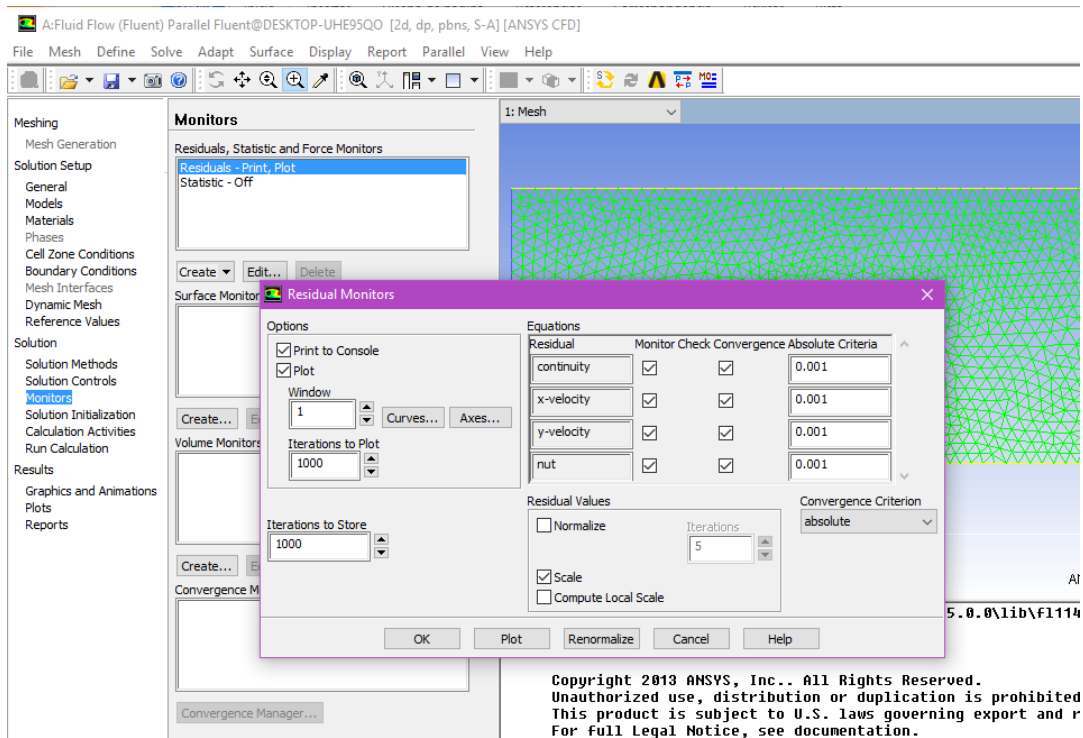 A:Fluid Flow (Fluent) Parallel Fluent@DESKTOP-UHE95QO [2d, dp, pbns, S-A] [ANSYS CFD]
File Mesh Define Solve Adapt Surface Display Report Parallel View Help
Meshing
Mesh Generation
Solution Setup
General
Models
Materials
Phases
Cell Zone Conditions
Boundary Conditions
Mesh Interfaces
Dynamic Mesh
Reference Values
Solution
Solution Methods
Solution Controls
Monitors
Solution Initialization
Calculation Activities
Run Calculation
Results
Graphics and Animations
Plots
Reports
Monitors
Residuals, Statistic and Force Monitors
Residuals - Print, Plot
Statistic - Off
Create Edit... Delete
Surface Monitor
Create...
Volume Monitors
Create...
Convergence M
Convergence Manager...
1: Mesh
Residual Monitors
Options
Print to Console
Plot
Window
1
Curves... Axes...
Iterations to Plot
1000
Iterations to Store
1000
Equations
Residual Monitor Check Convergence Absolute Criteria
continuity 0.001
x-velocity 0.001
y-velocity 0.001
nut 0.001
Residual Values
Normalize
Iterations
5
Scale
Compute Local Scale
Convergence Criterion
absolute
OK Plot Renormalize Cancel Help
5.0.0\lib\fl114
Copyright 2013 ANSYS, Inc.. All Rights Reserved.
Unauthorized use, distribution or duplication is prohibited
This product is subject to U.S. laws governing export and r
For full Legal Notice, see documentation.